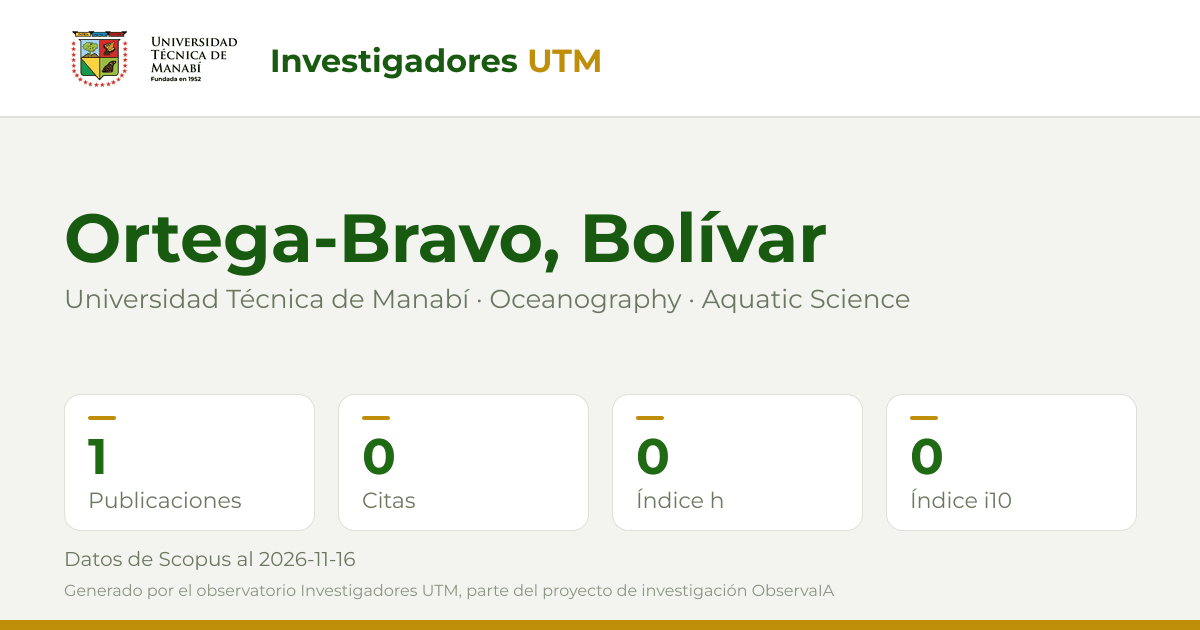 UNIVERSIDAD
TÉCNICA DE
MANABÍ
Fundada en 1952
Investigadores UTM
Ortega-Bravo, Bolívar
Universidad Técnica de Manabí · Oceanography · Aquatic Science
1
Publicaciones
0
Citas
0
Índice h
0
Índice i10
Datos de Scopus al 2026-11-16
Generado por el observatorio Investigadores UTM, parte del proyecto de investigación ObservaIA